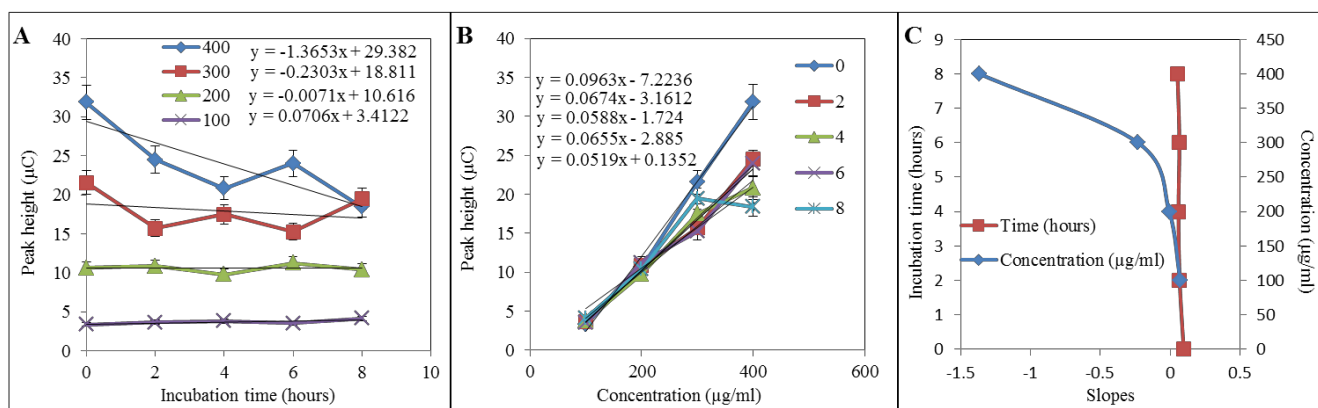 A
40
35
30
25
20
15
10
5
0
Peak height (µC)
400 y = -1.3653x + 29.382
300 y = -0.2303x + 18.811
200 y = -0.0071x + 10.616
100 y = 0.0706x + 3.4122
0 2 4 6 8 10
Incubation time (hours)
B
40
35
30
25
20
15
10
5
0
Peak height (µC)
y = 0.0963x - 7.2236
y = 0.0674x - 3.1612
y = 0.0588x - 1.724
y = 0.0655x - 2.885
y = 0.0519x + 0.1352
0
2
4
6
8
0 200 400 600
Concentration (µg/ml)
C
9
8
7
6
5
4
3
2
1
0
Incubation time (hours)
Time (hours)
Concentration (µg/ml)
450
400
350
300
250
200
150
100
50
0
Concentration (µg/ml)
-1.5 -1 -0.5 0 0.5
Slopes